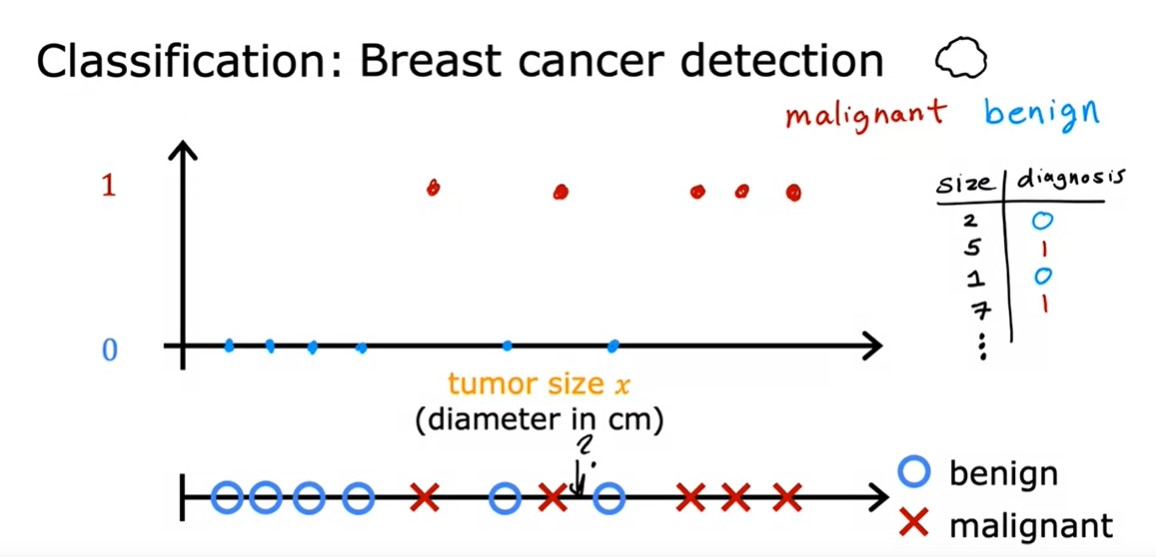 Classification: Breast cancer detection
malignant benign
1
size diagnosis
2 0
5 1
1 0
7 1
0
tumor size x
(diameter in cm)
?
benign
malignant